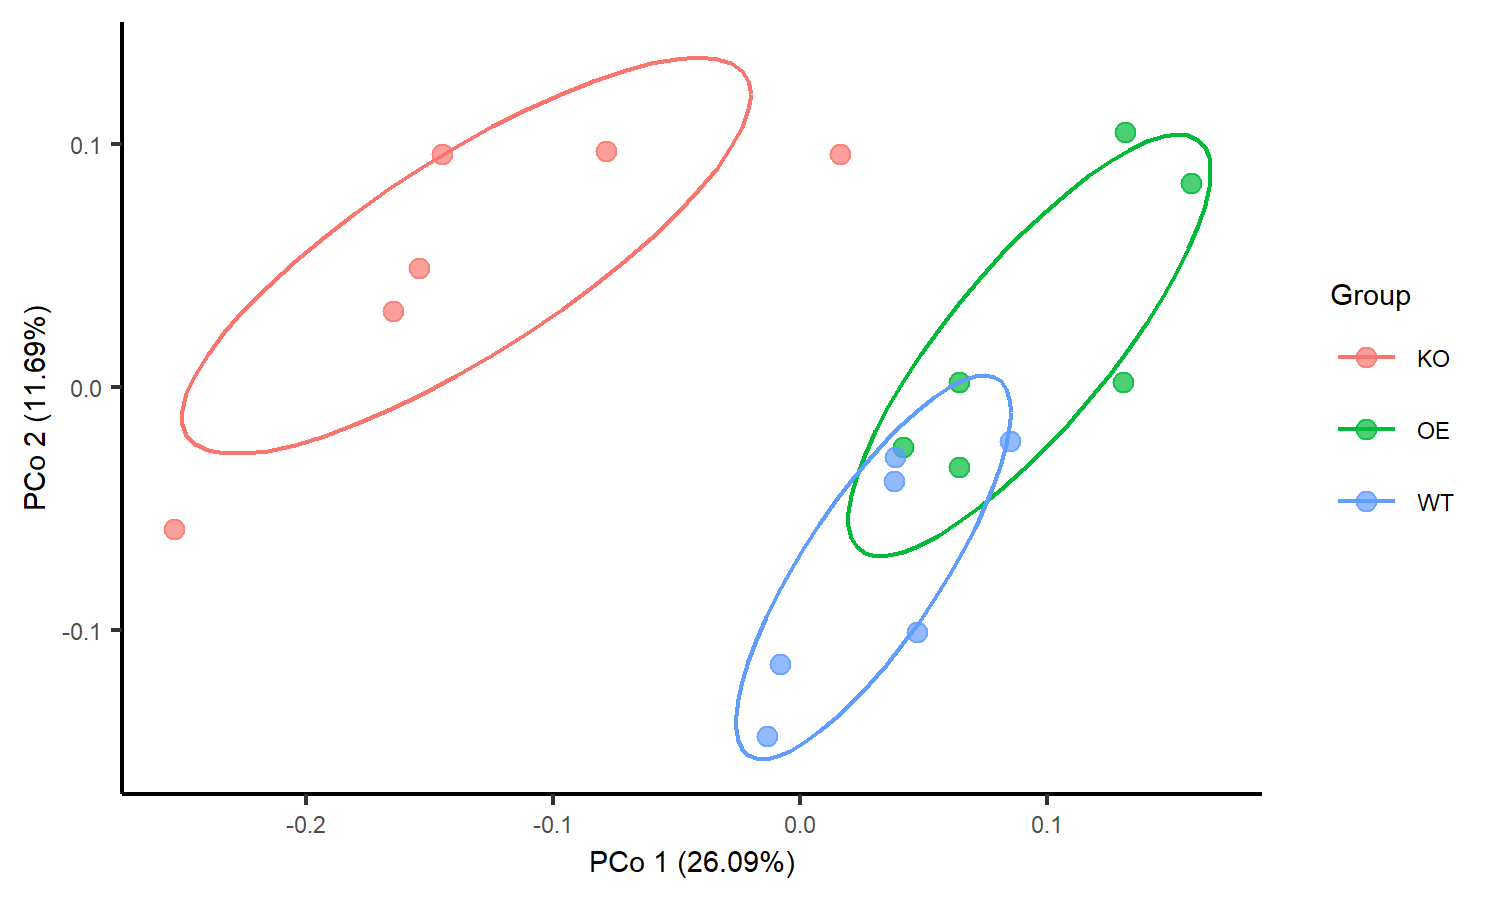 0.1
0.0
-0.1
PCo 2 (11.69%)
-0.2
-0.1
0.0
0.1
PCo 1 (26.09%)
Group
KO
OE
WT